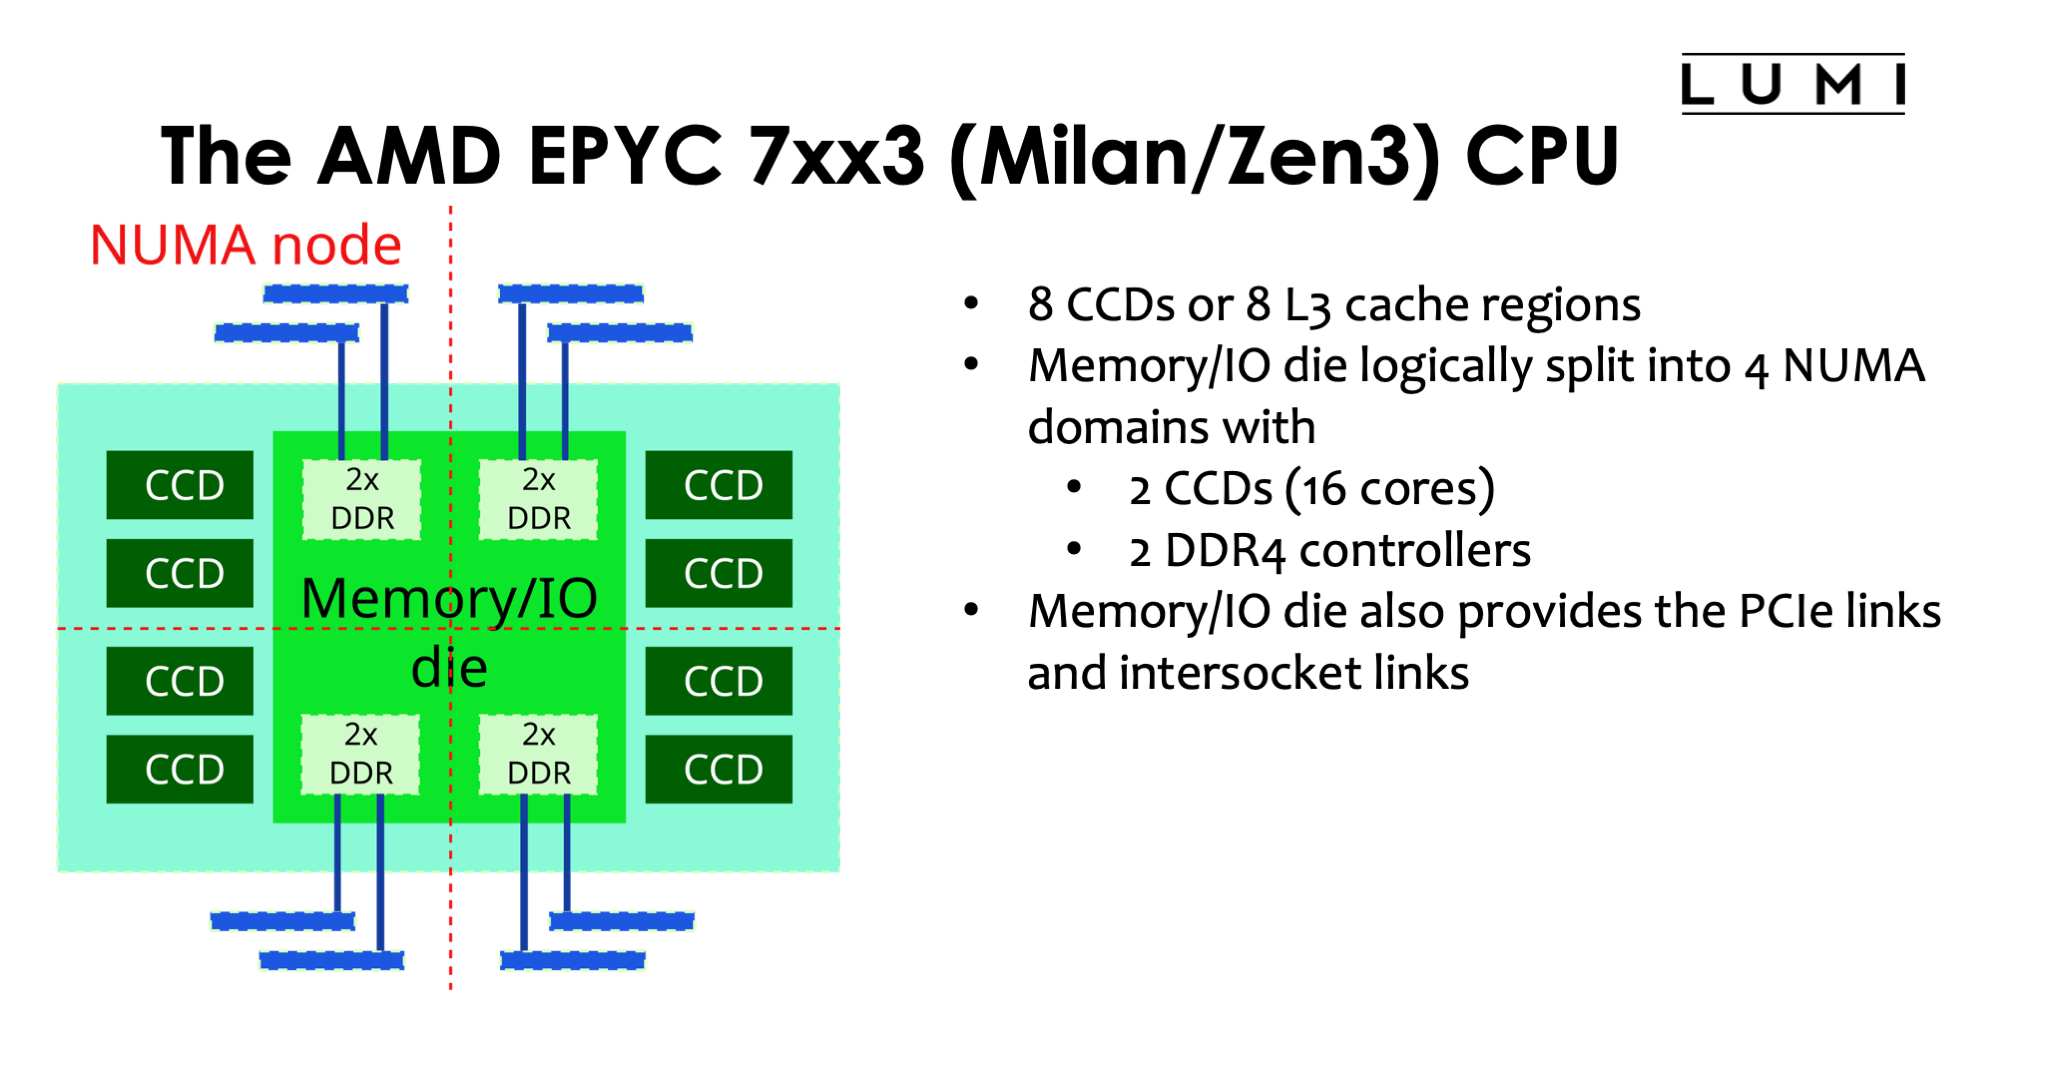 LUMI
The AMD EPYC 7xx3 (Milan/Zen3) CPU
NUMA node
CCD
CCD
CCD
CCD
2x
DDR
2x
DDR
Memory/IO
die
2x
DDR
2x
DDR
CCD
CCD
CCD
CCD
• 8 CCDs or 8 L3 cache regions
• Memory/IO die logically split into 4 NUMA
domains with
• 2 CCDs (16 cores)
• 2 DDR4 controllers
• Memory/IO die also provides the PCIe links
and intersocket links